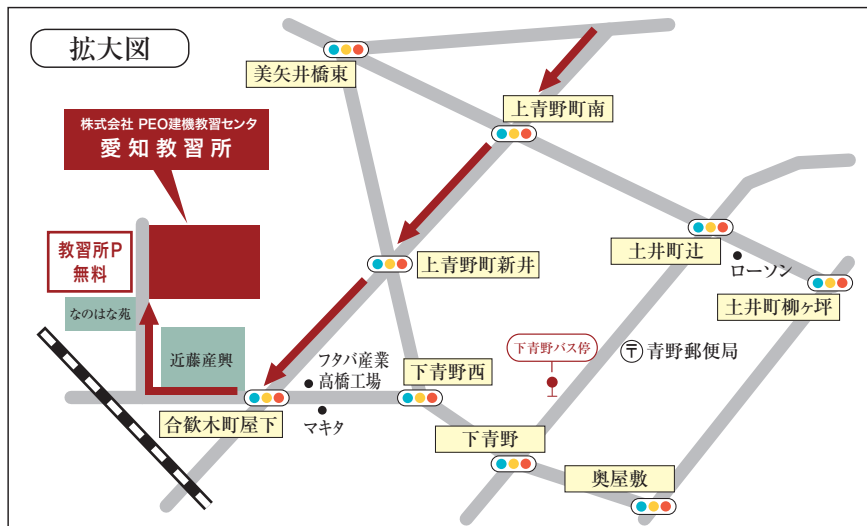 拡大図
美矢井橋東
上青野町南
株式会社 PEO建機教習センタ
愛知教習所
教習所P
無料
上青野町新井
土井町辻
ローソン
土井町柳ヶ坪
なのはな苑
近藤産興
フタバ産業
高橋工場
下青野西
下青野バス停
〒青野郵便局
合歓木町屋下
マキタ
下青野
奥屋敷